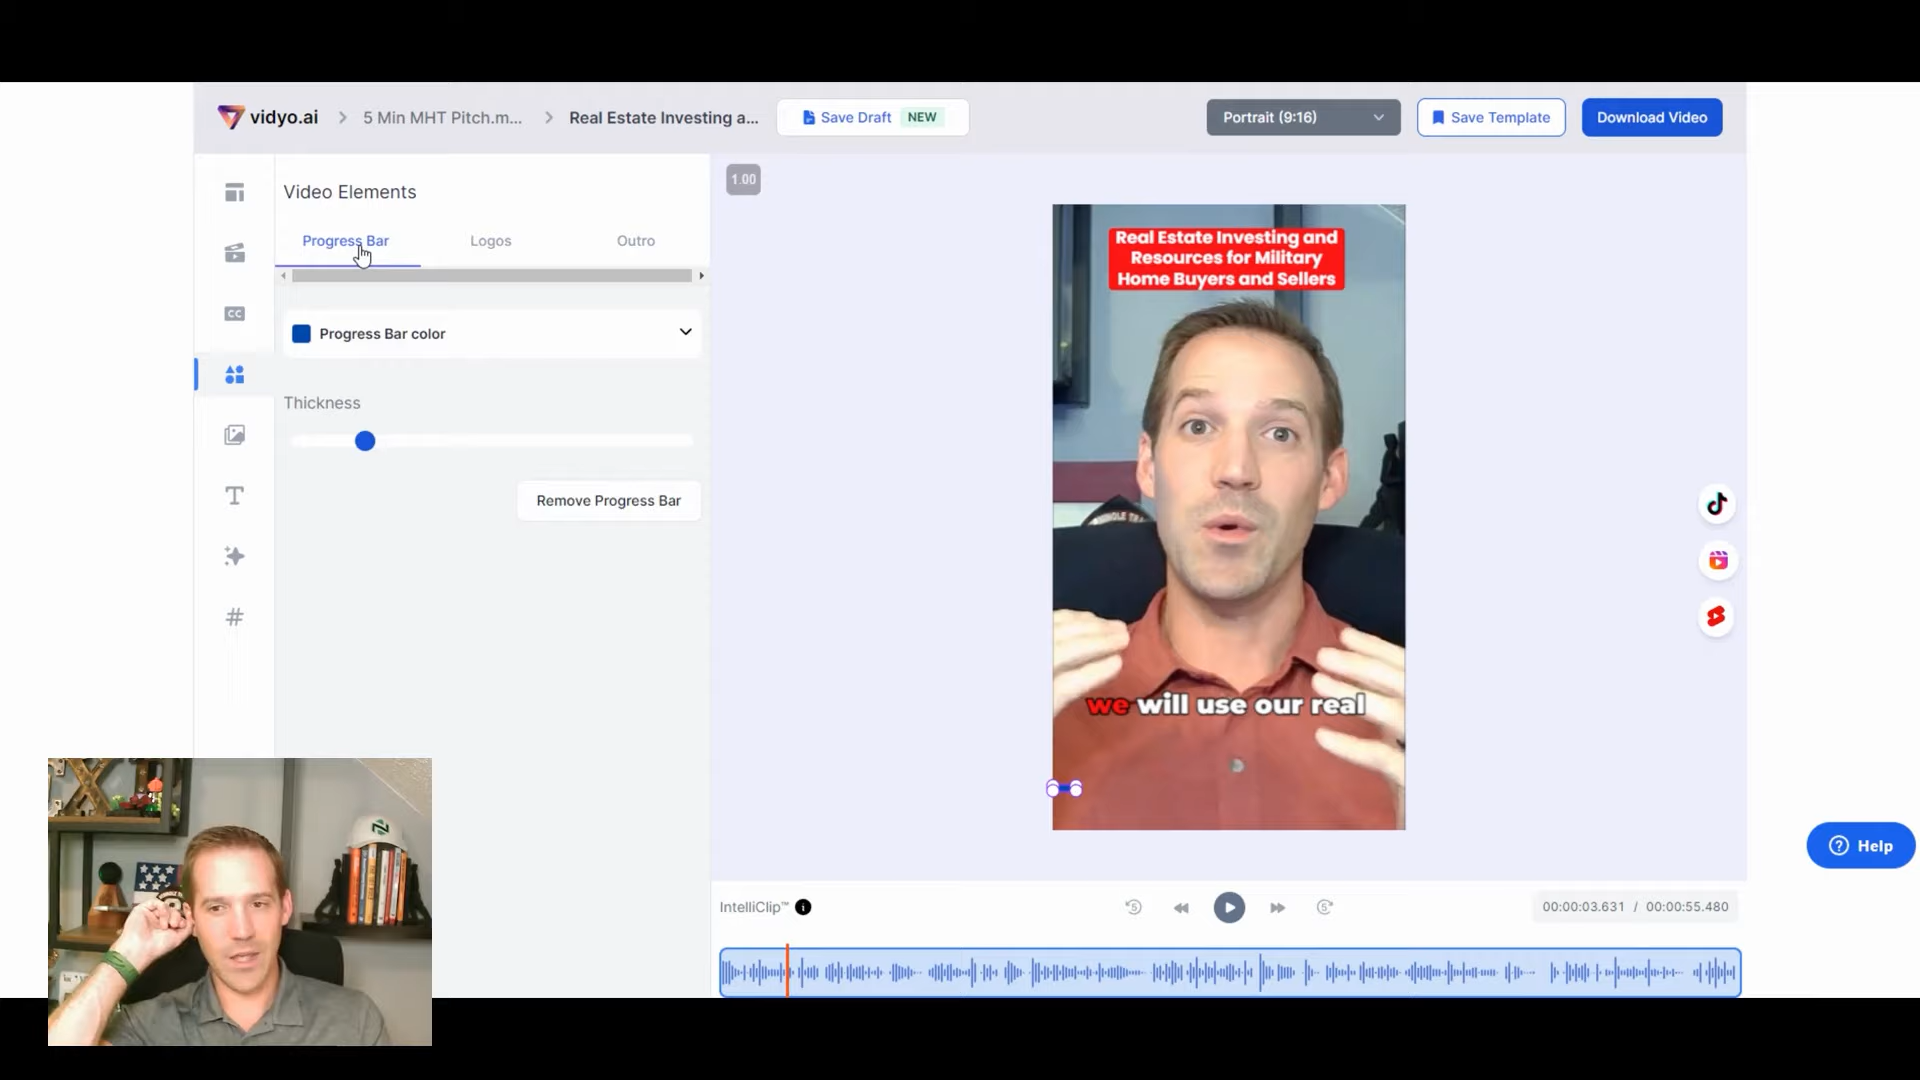 vidyo.ai > 5 Min MHT Pitch.m... > Real Estate Investing a... Save Draft NEW Portrait (9:16) Save Template Download Video
Video Elements
Progress Bar Logos Outro
Progress Bar color
Thickness
Remove Progress Bar
1.00
Real Estate Investing and
Resources for Military
Home Buyers and Sellers
we will use our real
CC
T
#
Help
IntelliClip™
5
5
00:00:03.631 / 00:00:55.480